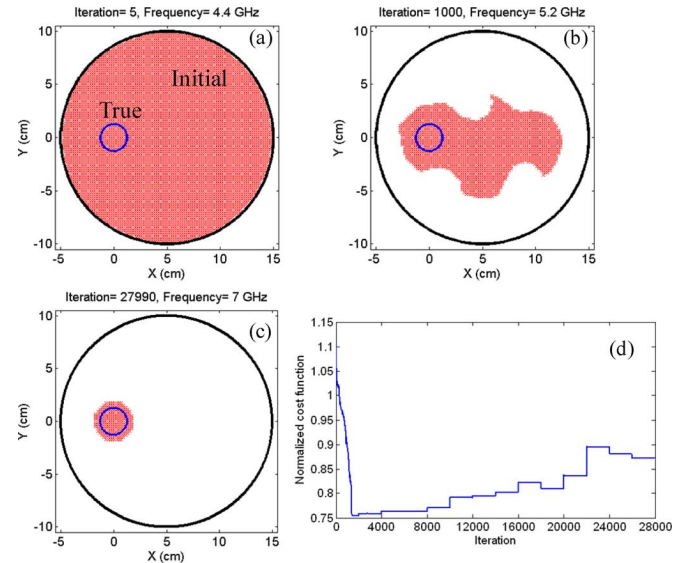 Iteration= 5, Frequency= 4.4 GHz
(a)
Initial
True
10
5
0
-5
-10
Y (cm)
-5 0 5 10 15
X (cm)
Iteration= 1000, Frequency= 5.2 GHz
(b)
10
5
0
-5
-10
Y (cm)
-5 0 5 10 15
X (cm)
Iteration= 27990, Frequency= 7 GHz
(c)
10
5
0
-5
-10
Y (cm)
-5 0 5 10 15
X (cm)
(d)
1.15
1.1
1.05
1
0.95
0.9
0.85
0.8
0.75
Normalized cost function
0 4000 8000 12000 16000 20000 24000 28000
Iteration